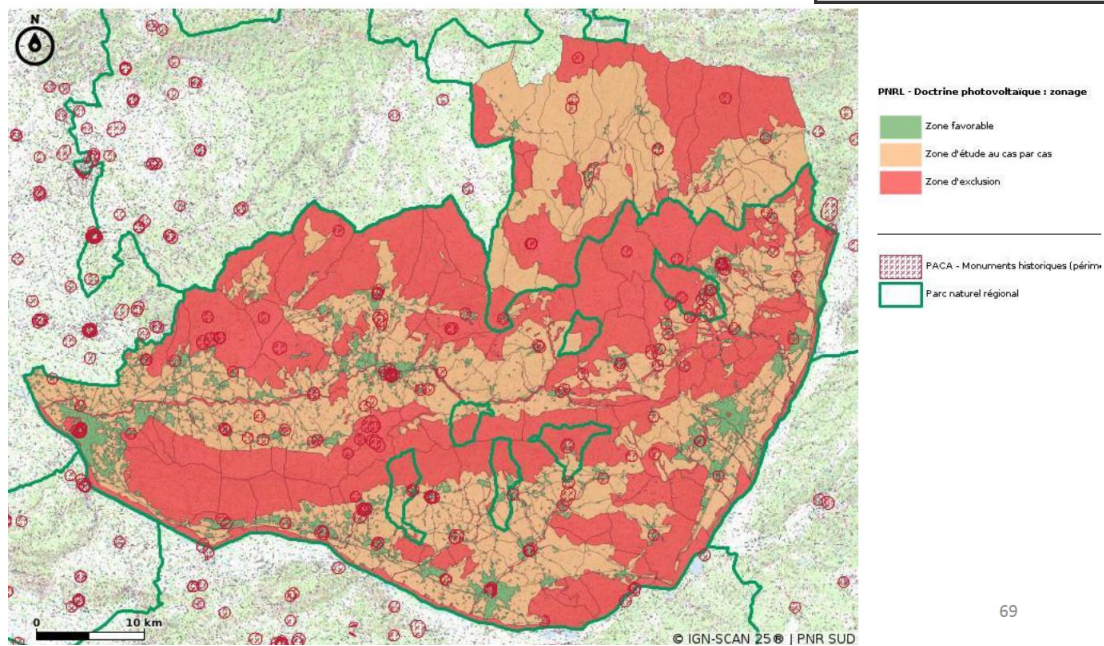 N
PNRL - Doctrine photovoltaïque : zonage
Zone favorable
Zone d'étude au cas par cas
Zone d'exclusion
PACA - Monuments historiques (périm
Parc naturel régional
0 10 km
© IGN-SCAN 25® | PNR SUD
69